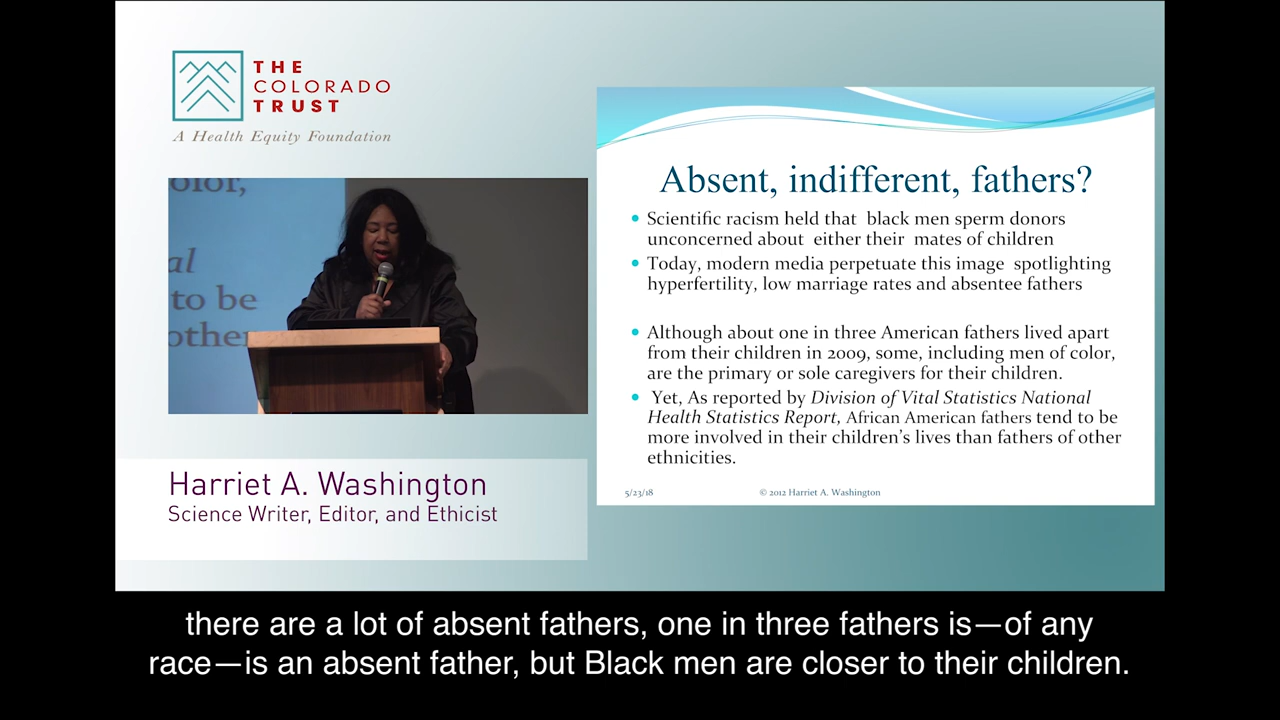 THE
COLORADO
TRUST
A Health Equity Foundation
olor,
al
to be
other
Harriet A. Washington
Science Writer, Editor, and Ethicist
Absent, indifferent, fathers?
• Scientific racism held that black men sperm donors
unconcerned about either their mates of children
• Today, modern media perpetuate this image spotlighting
hyperfertility, low marriage rates and absentee fathers
• Although about one in three American fathers lived apart
from their children in 2009, some, including men of color,
are the primary or sole caregivers for their children.
• Yet, As reported by Division of Vital Statistics National
Health Statistics Report, African American fathers tend to be
more involved in their children's lives than fathers of other
ethnicities.
5/23/18 © 2012 Harriet A. Washington
there are a lot of absent fathers, one in three fathers is—of any
race—is an absent father, but Black men are closer to their children.